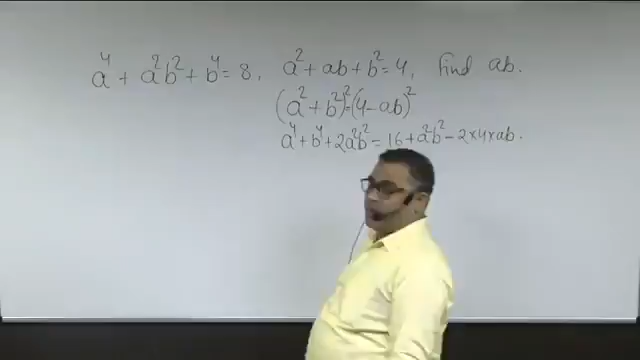 a⁴ + a²b² + b⁴ = 8, a² + ab + b² = 4, Find ab.
(a² + b²)² = (4 - ab)²
a⁴ + b⁴ + 2a²b² = 16 + a²b² - 2×4×ab.